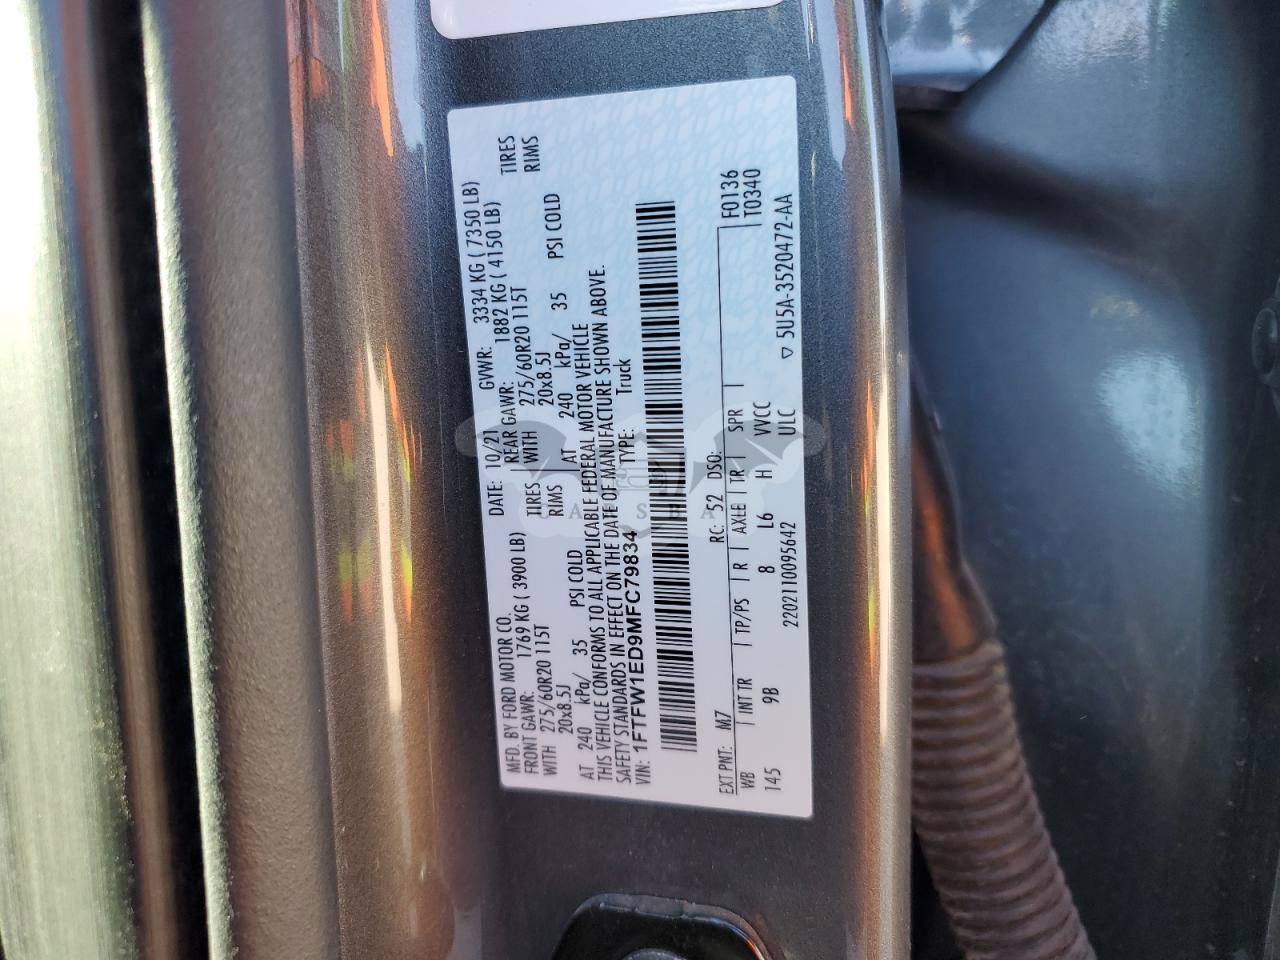 MFD. BY FORD MOTOR CO.
DATE: 10/21 GVWR: 3334 KG ( 7350 LB)
FRONT GAWR: 1769 KG ( 3900 LB) REAR GAWR: 1882 KG ( 4150 LB)
WITH 275/60R20 115T TIRES WITH 275/60R20 115T TIRES
20x8.5J RIMS 20x8.5J RIMS
AT 240 kPa/ 35 PSI COLD AT 240 kPa/ 35 PSI COLD
THIS VEHICLE CONFORMS TO ALL APPLICABLE FEDERAL MOTOR VEHICLE
SAFETY STANDARDS IN EFFECT ON THE DATE OF MANUFACTURE SHOWN ABOVE.
VIN: 1FTFW1ED9MFC79834 TYPE: Truck
F0136
T0340
EXT PNT: M7 RC: 52 DSO:
WB INT TR TP/PS R AXLE TR SPR
145 9B 8 L6 H VVCC
2202110095642 ULC ▽ 5U5A-3520472-AA